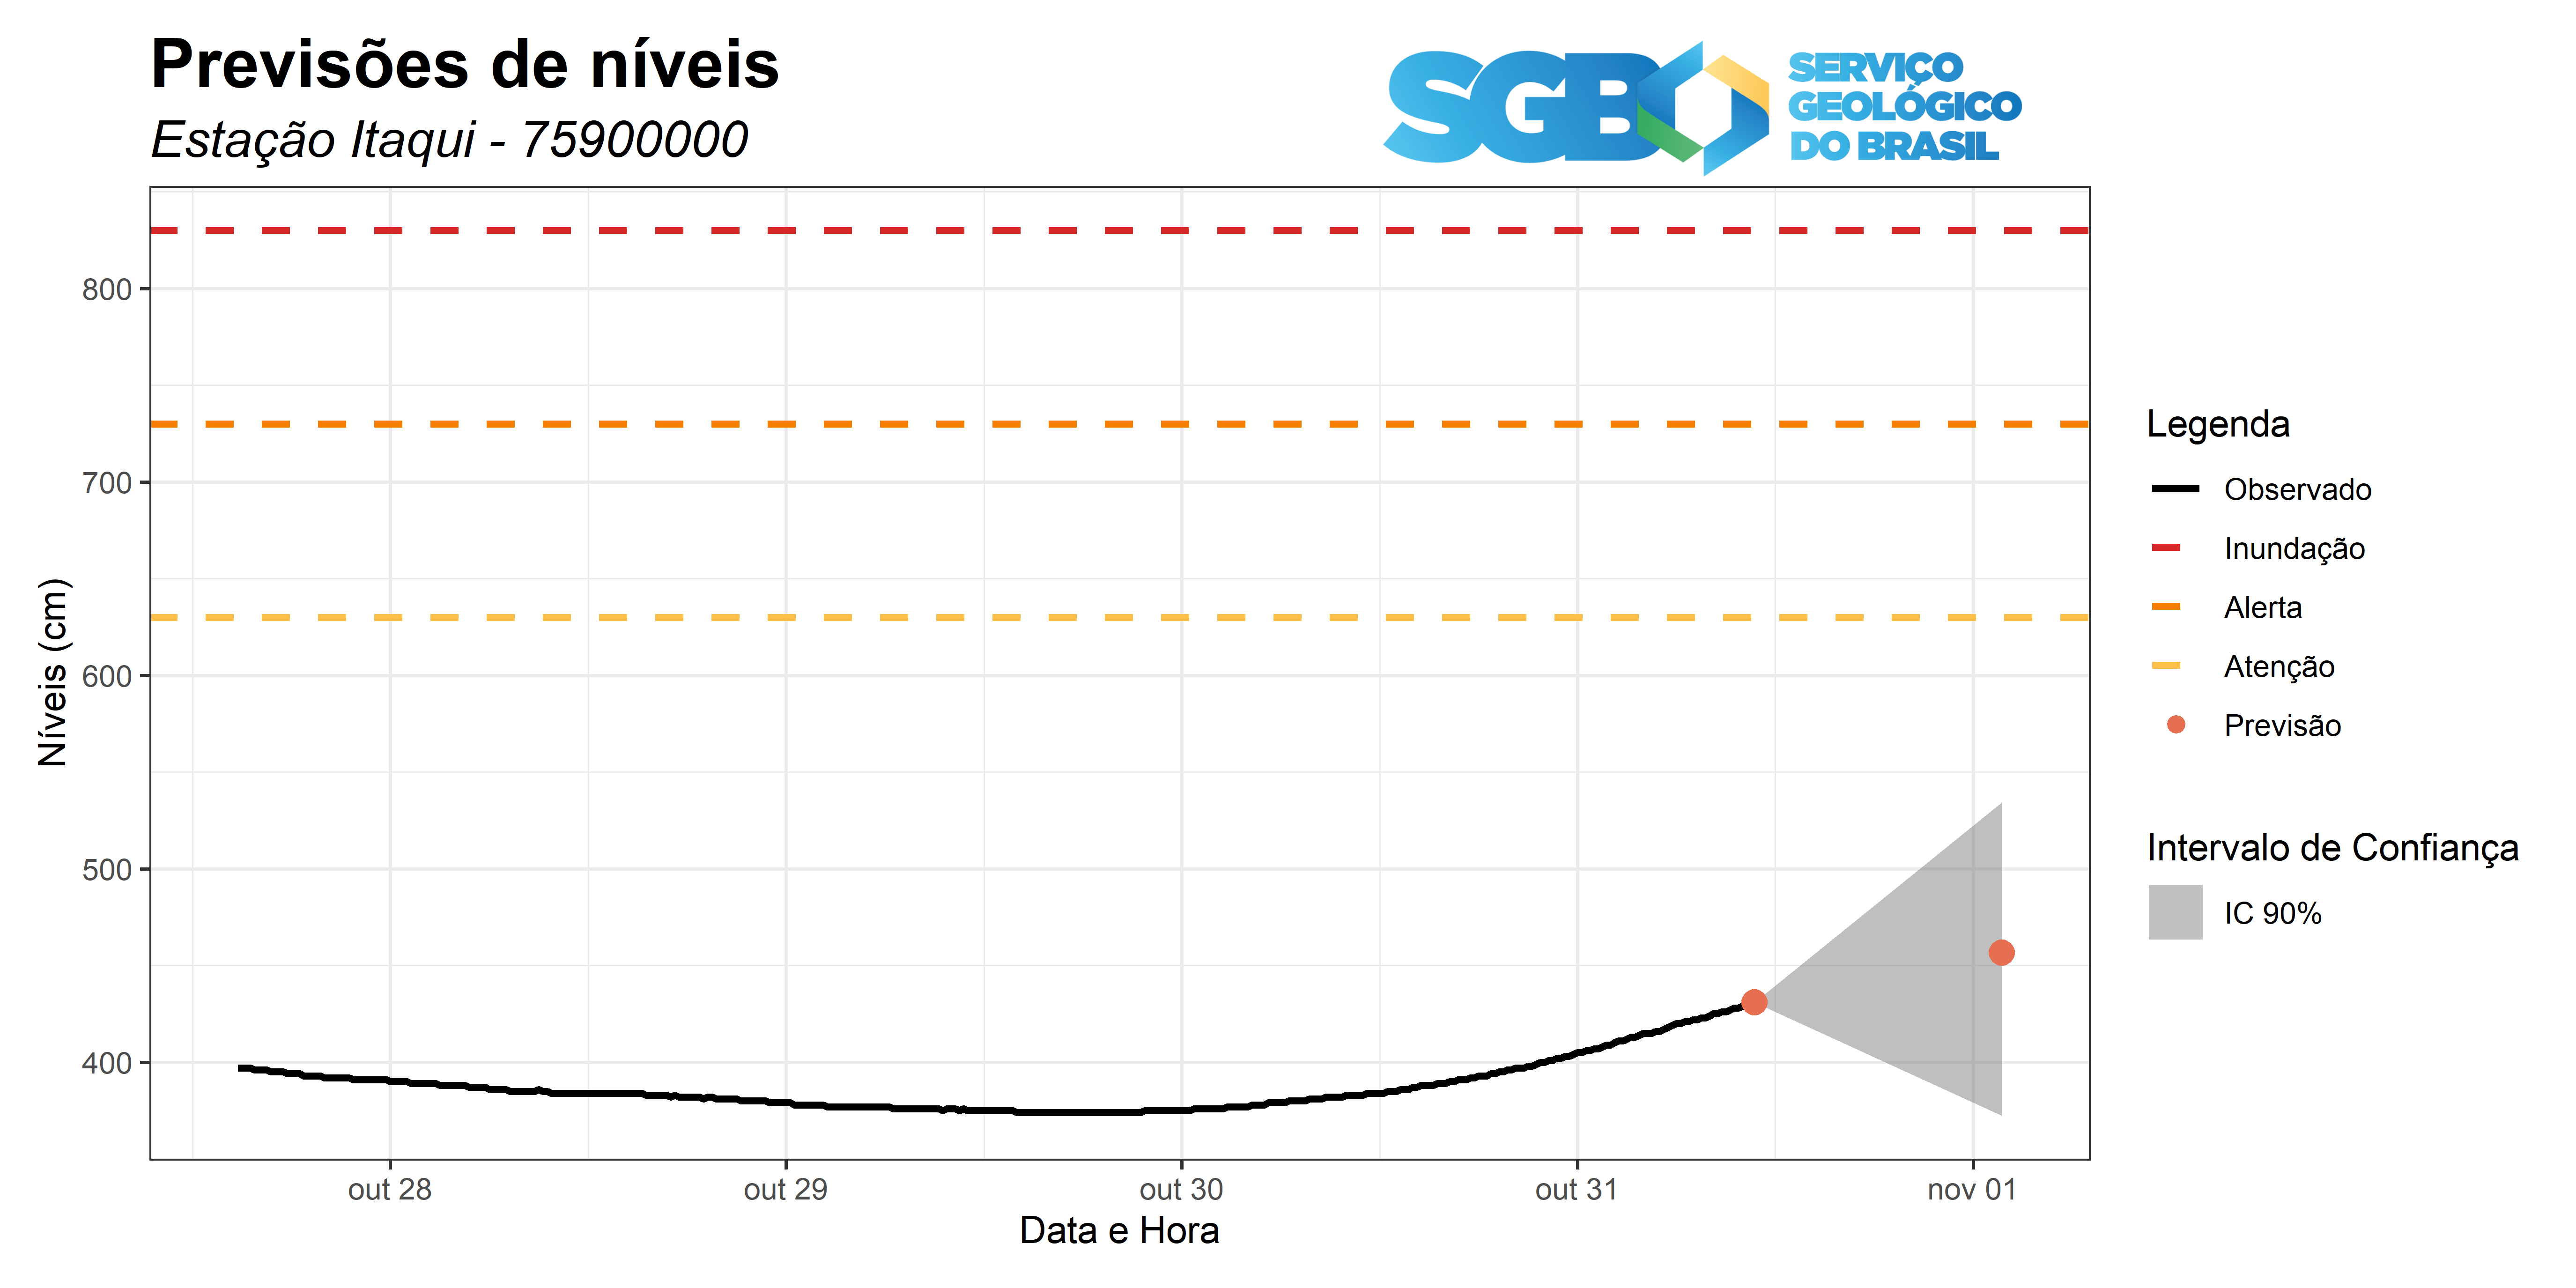 Previsões de níveis
Estação Itaqui - 75900000
SGB
SERVIÇO
GEOLÓGICO
DO BRASIL
Níveis (cm)
800
700
600
500
400
out 28
out 29
out 30
out 31
nov 01
Data e Hora
Legenda
Observado
Inundação
Alerta
Atenção
Previsão
Intervalo de Confiança
IC 90%